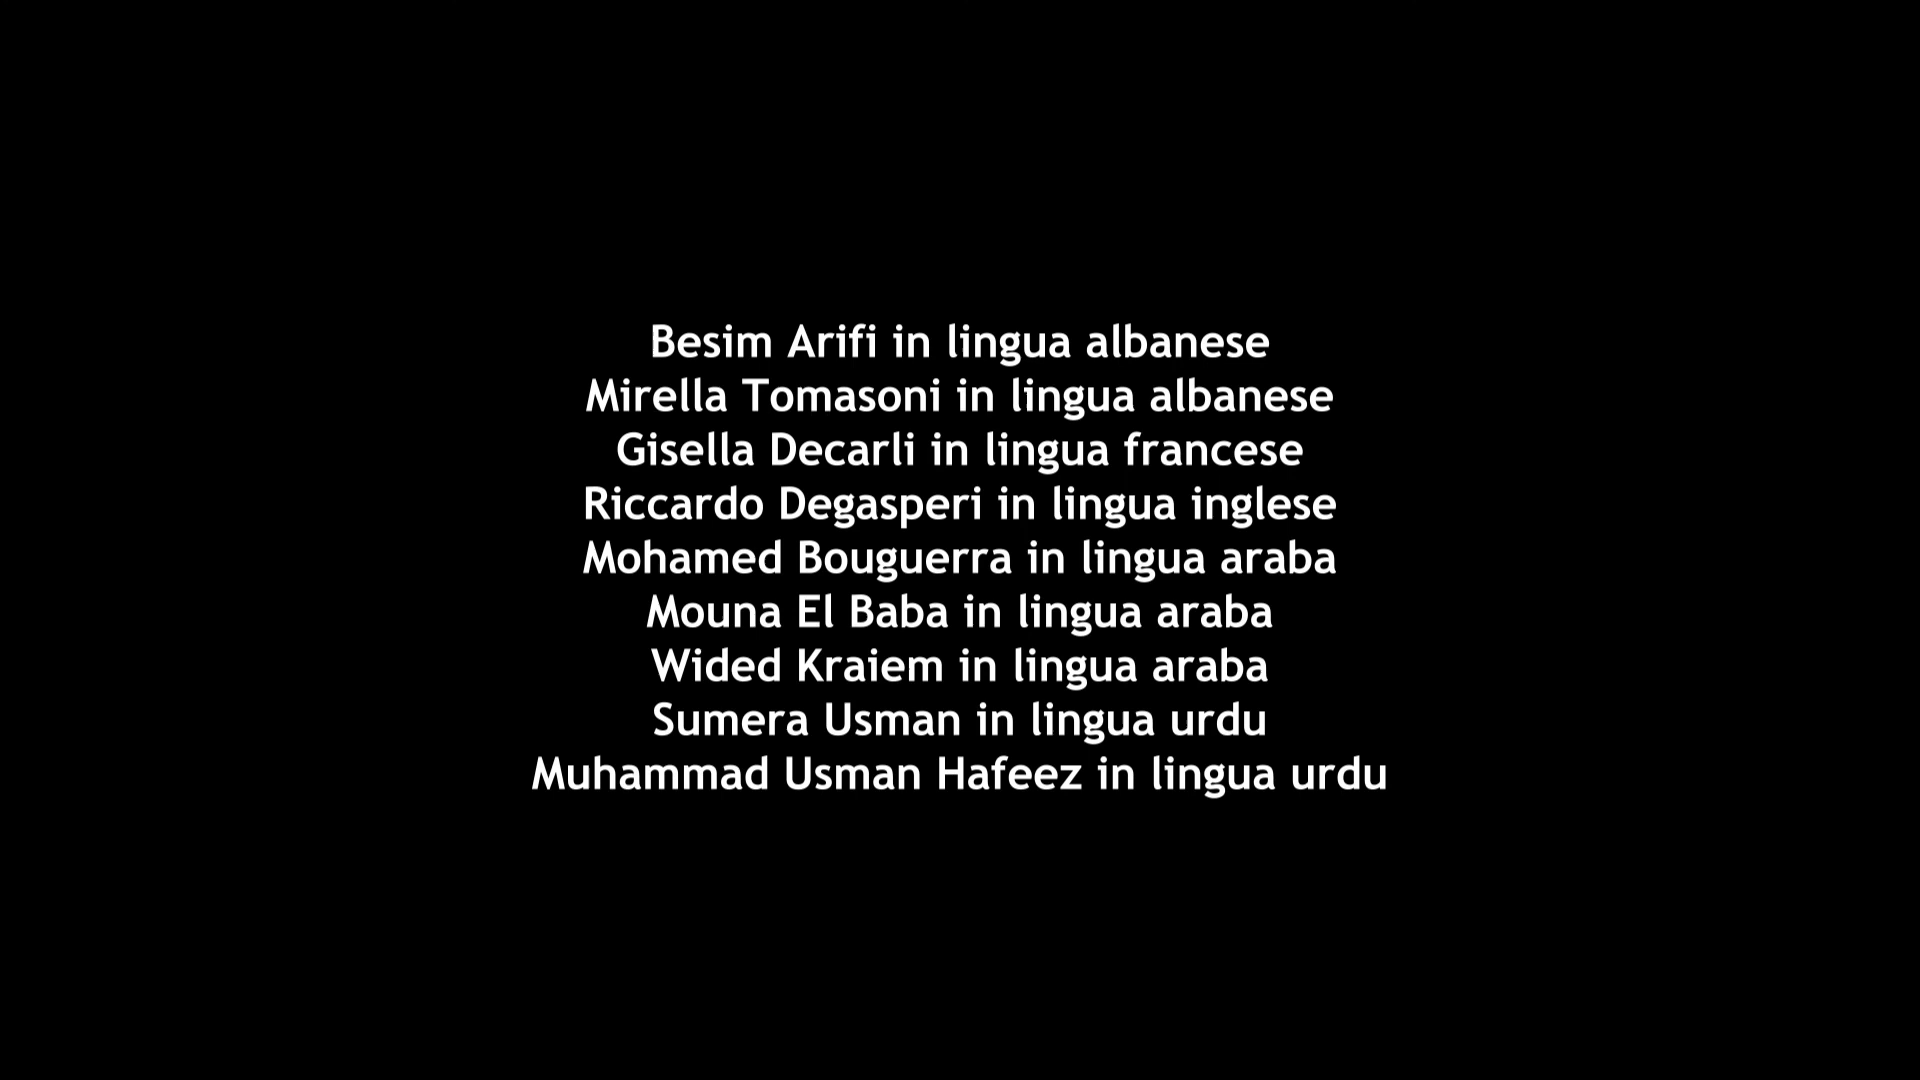 Besim Arifi in lingua albanese
Mirella Tomasoni in lingua albanese
Gisella Decarli in lingua francese
Riccardo Degasperi in lingua inglese
Mohamed Bouguerra in lingua araba
Mouna El Baba in lingua araba
Wided Kraiem in lingua araba
Sumera Usman in lingua urdu
Muhammad Usman Hafeez in lingua urdu